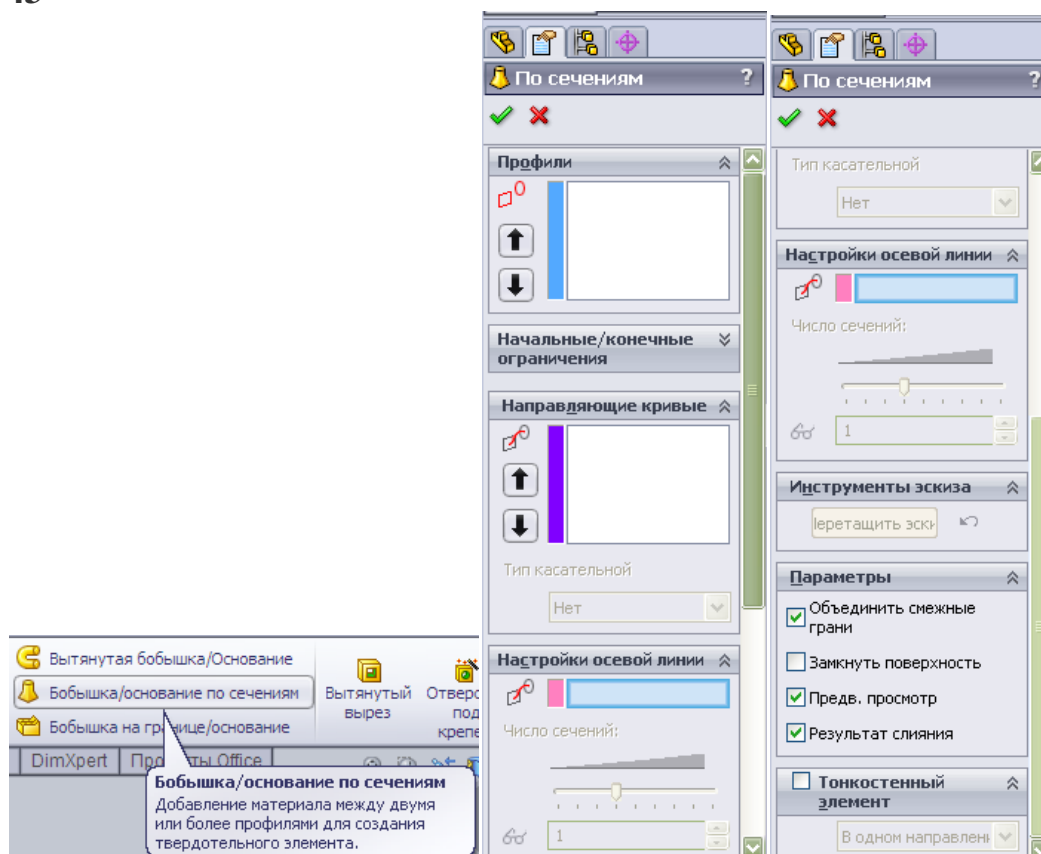 Вытянутая бобышка/Основание
Бобышка/основание по сечениям
Бобышка на границе/основание
Вытянутый
вырез
под
DimXpert
Office
Бобышка/основание по сечениям
Добавление материала между двумя
или более профилями для создания
твердотельного элемента.
По сечениям ?
Профили
Начальные/конечные
ограничения
Направляющие кривые
Тип касательной
Нет
Настройки осевой линии
Число сечений:
1
По сечениям ?
Тип касательной
Нет
Настройки осевой линии
Число сечений:
1
Инструменты эскиза
Параметры
Объединить смежные
грани
Замкнуть поверхность
Предв. просмотр
Результат слияния
Тонкостенный
элемент
В одном